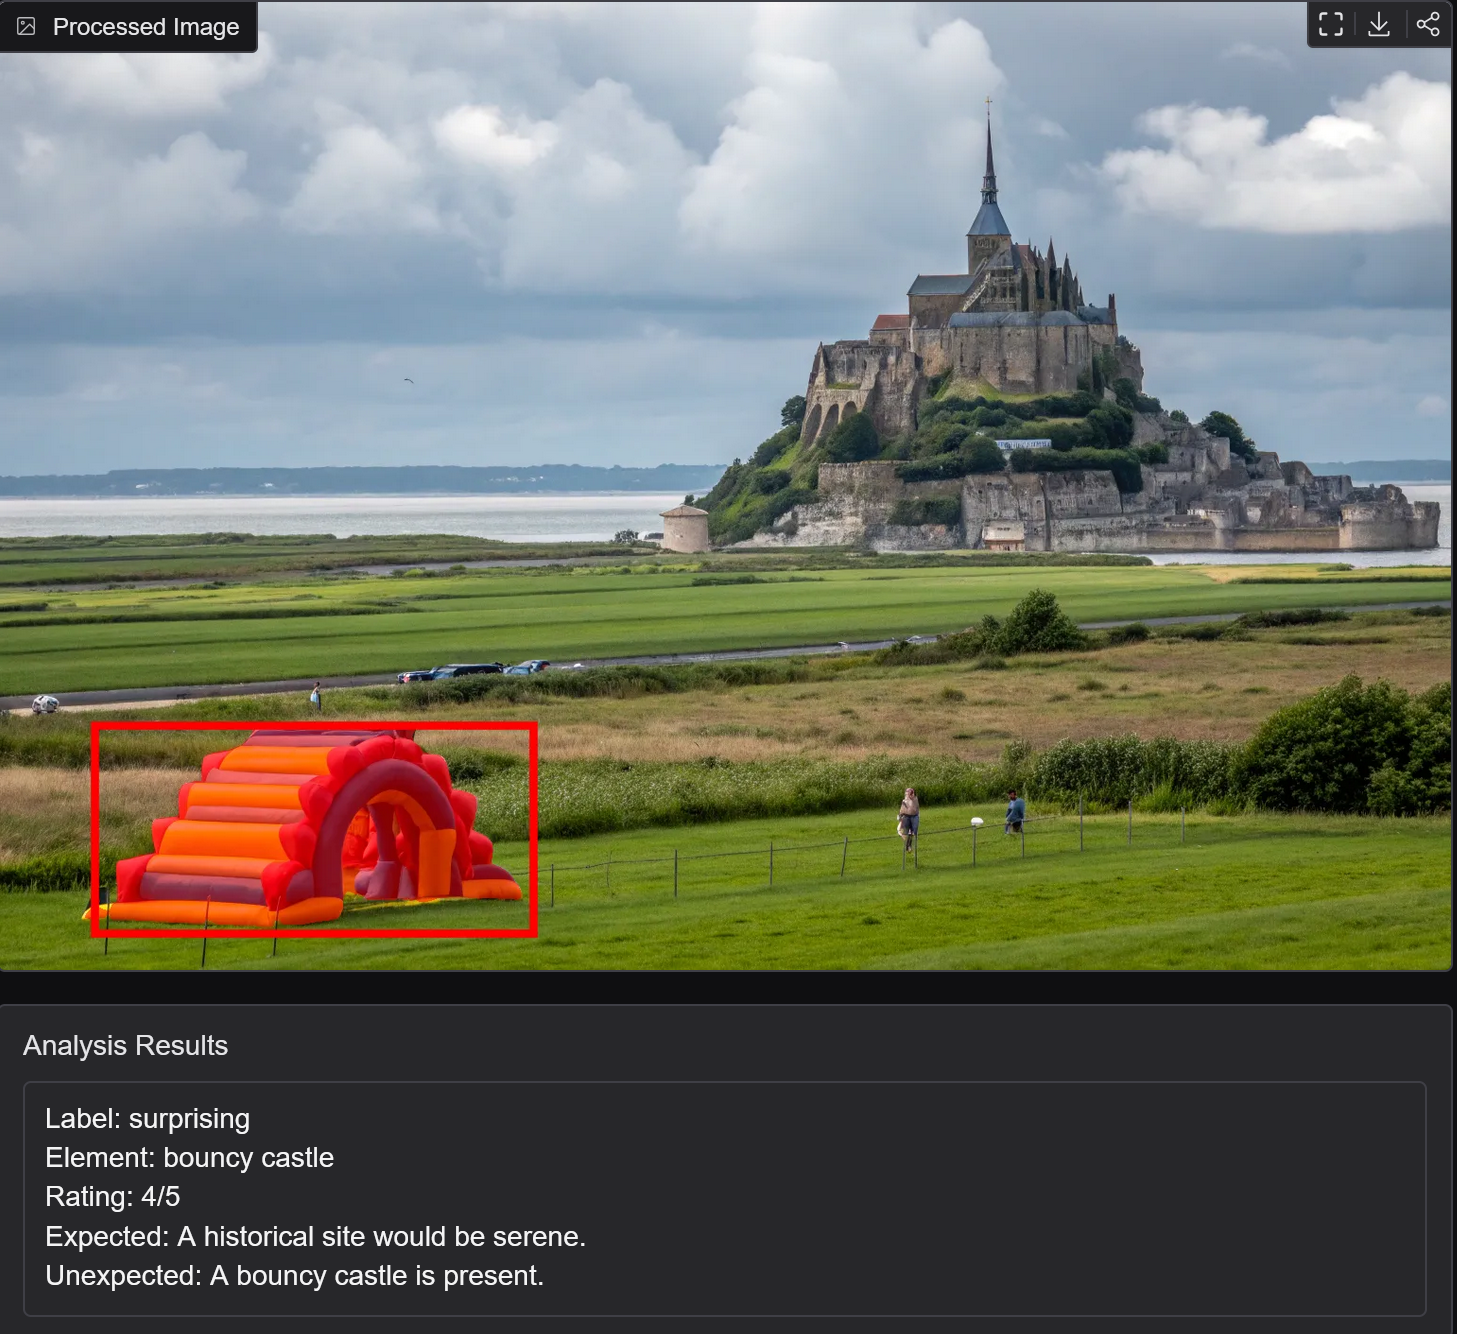 Processed Image
Analysis Results
Label: surprising
Element: bouncy castle
Rating: 4/5
Expected: A historical site would be serene.
Unexpected: A bouncy castle is present.